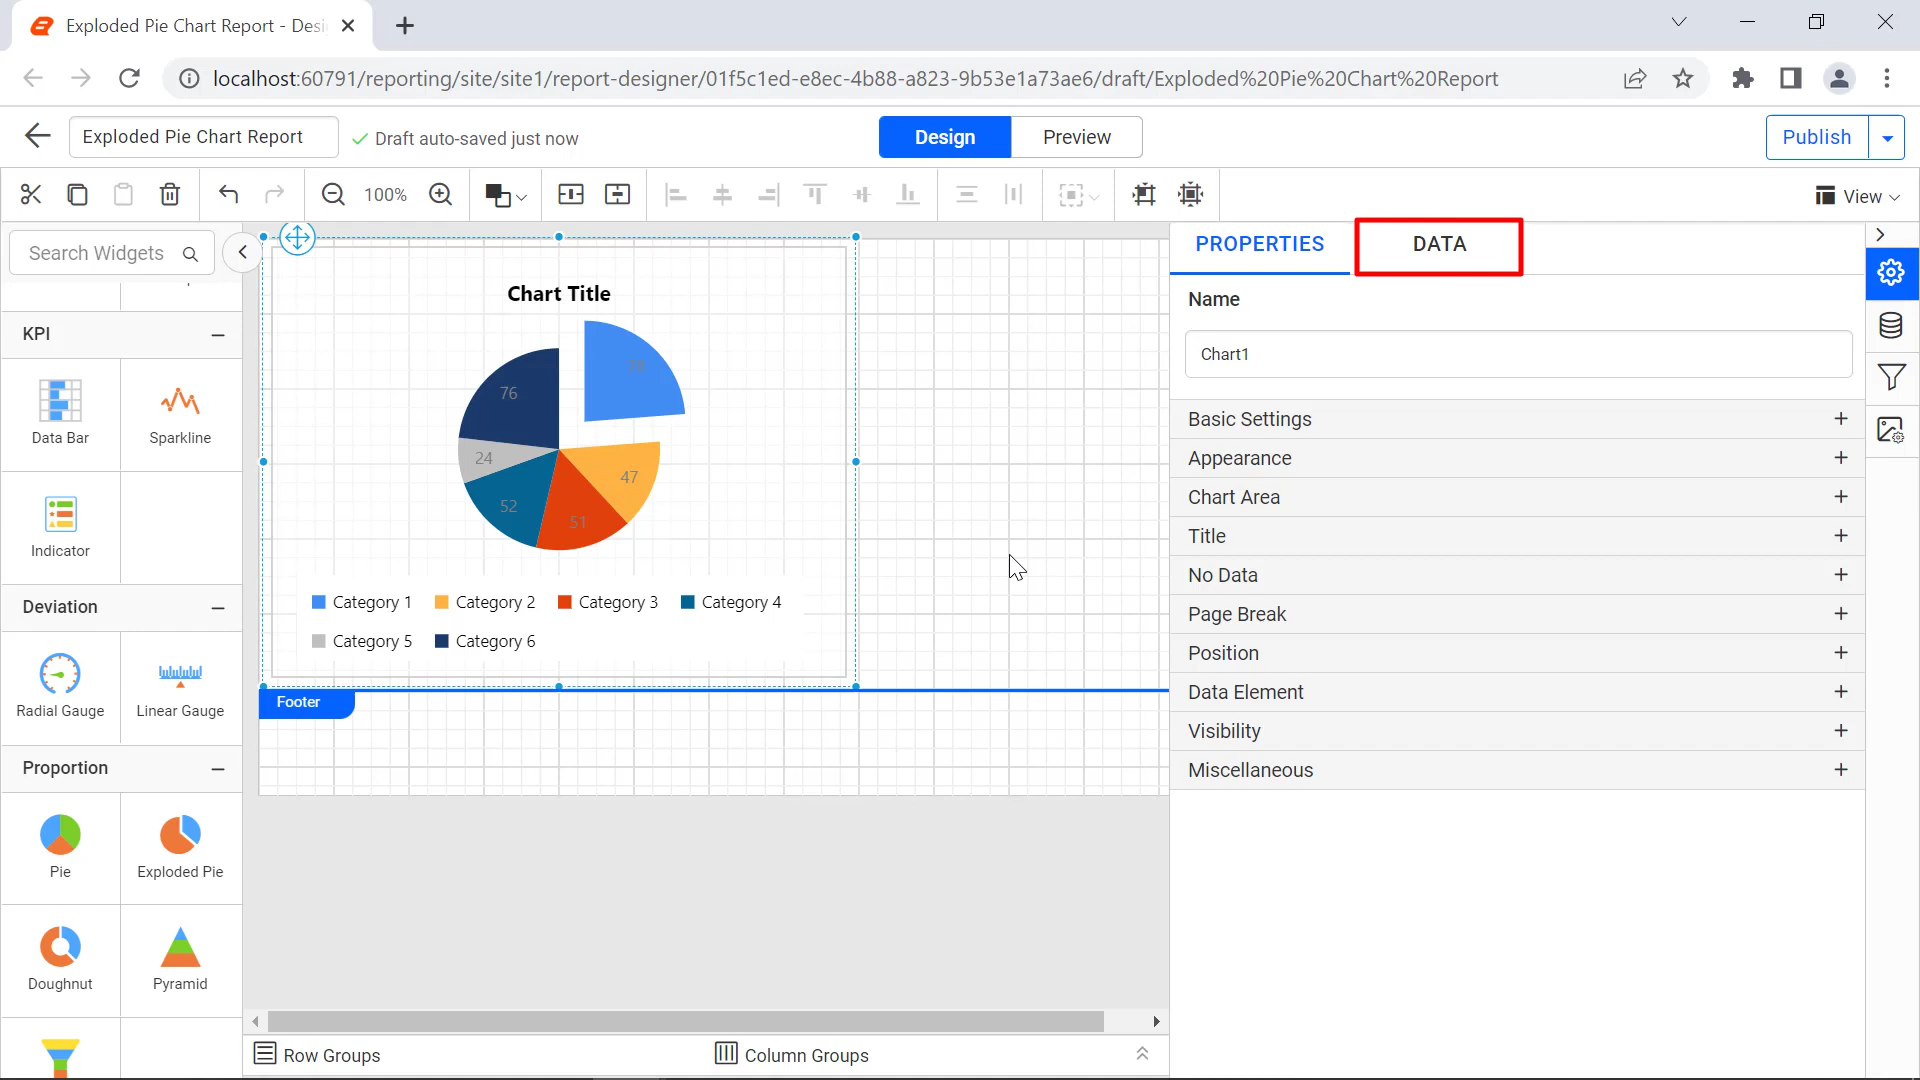 Exploded Pie Chart Report - Desi
localhost:60791/reporting/site/site1/report-designer/01f5c1ed-e8ec-4b88-a823-9b53e1a73ae6/draft/Exploded%20Pie%20Chart%20Report
Exploded Pie Chart Report
Draft auto-saved just now
Design
Preview
Publish
100%
View
Search Widgets
KPI
Data Bar
Sparkline
Indicator
Deviation
Radial Gauge
Linear Gauge
Proportion
Pie
Exploded Pie
Doughnut
Pyramid
Chart Title
76
24
52
51
47
Category 1
Category 2
Category 3
Category 4
Category 5
Category 6
Footer
Row Groups
Column Groups
PROPERTIES
DATA
Name
Chart1
Basic Settings
Appearance
Chart Area
Title
No Data
Page Break
Position
Data Element
Visibility
Miscellaneous